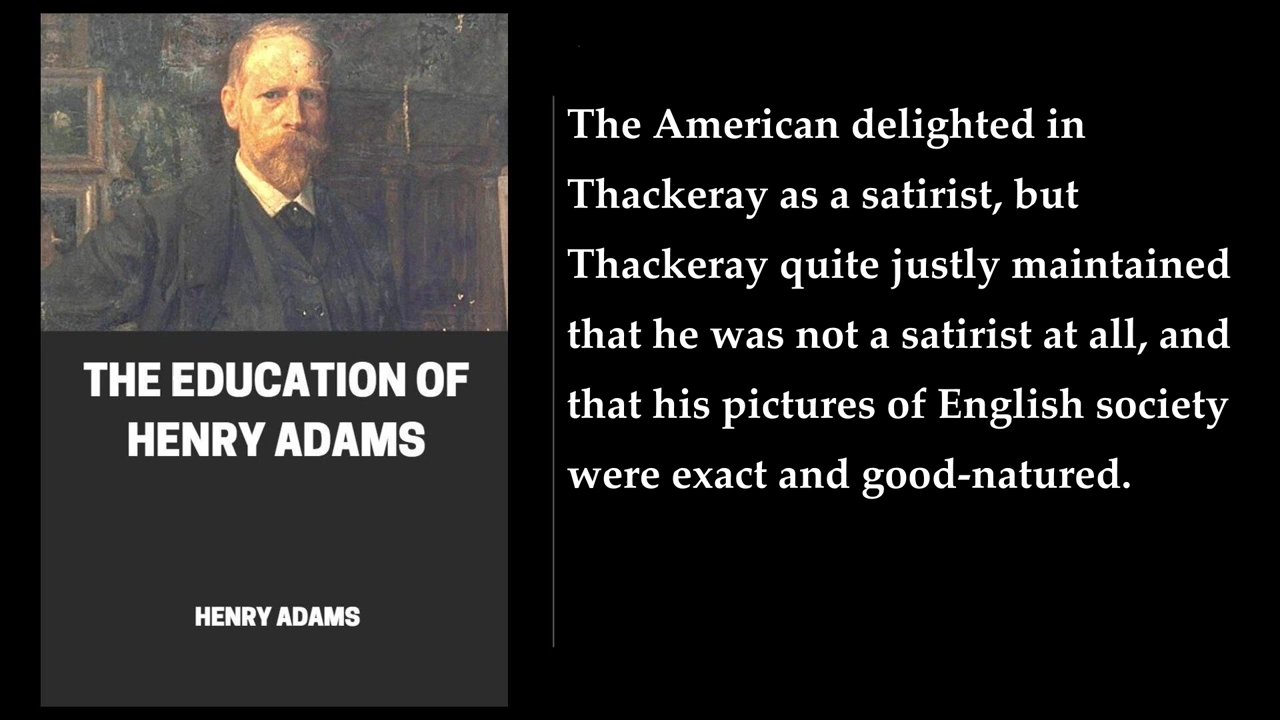 THE EDUCATION OF
HENRY ADAMS
HENRY ADAMS
The American delighted in
Thackeray as a satirist, but
Thackeray quite justly maintained
that he was not a satirist at all, and
that his pictures of English society
were exact and good-natured.